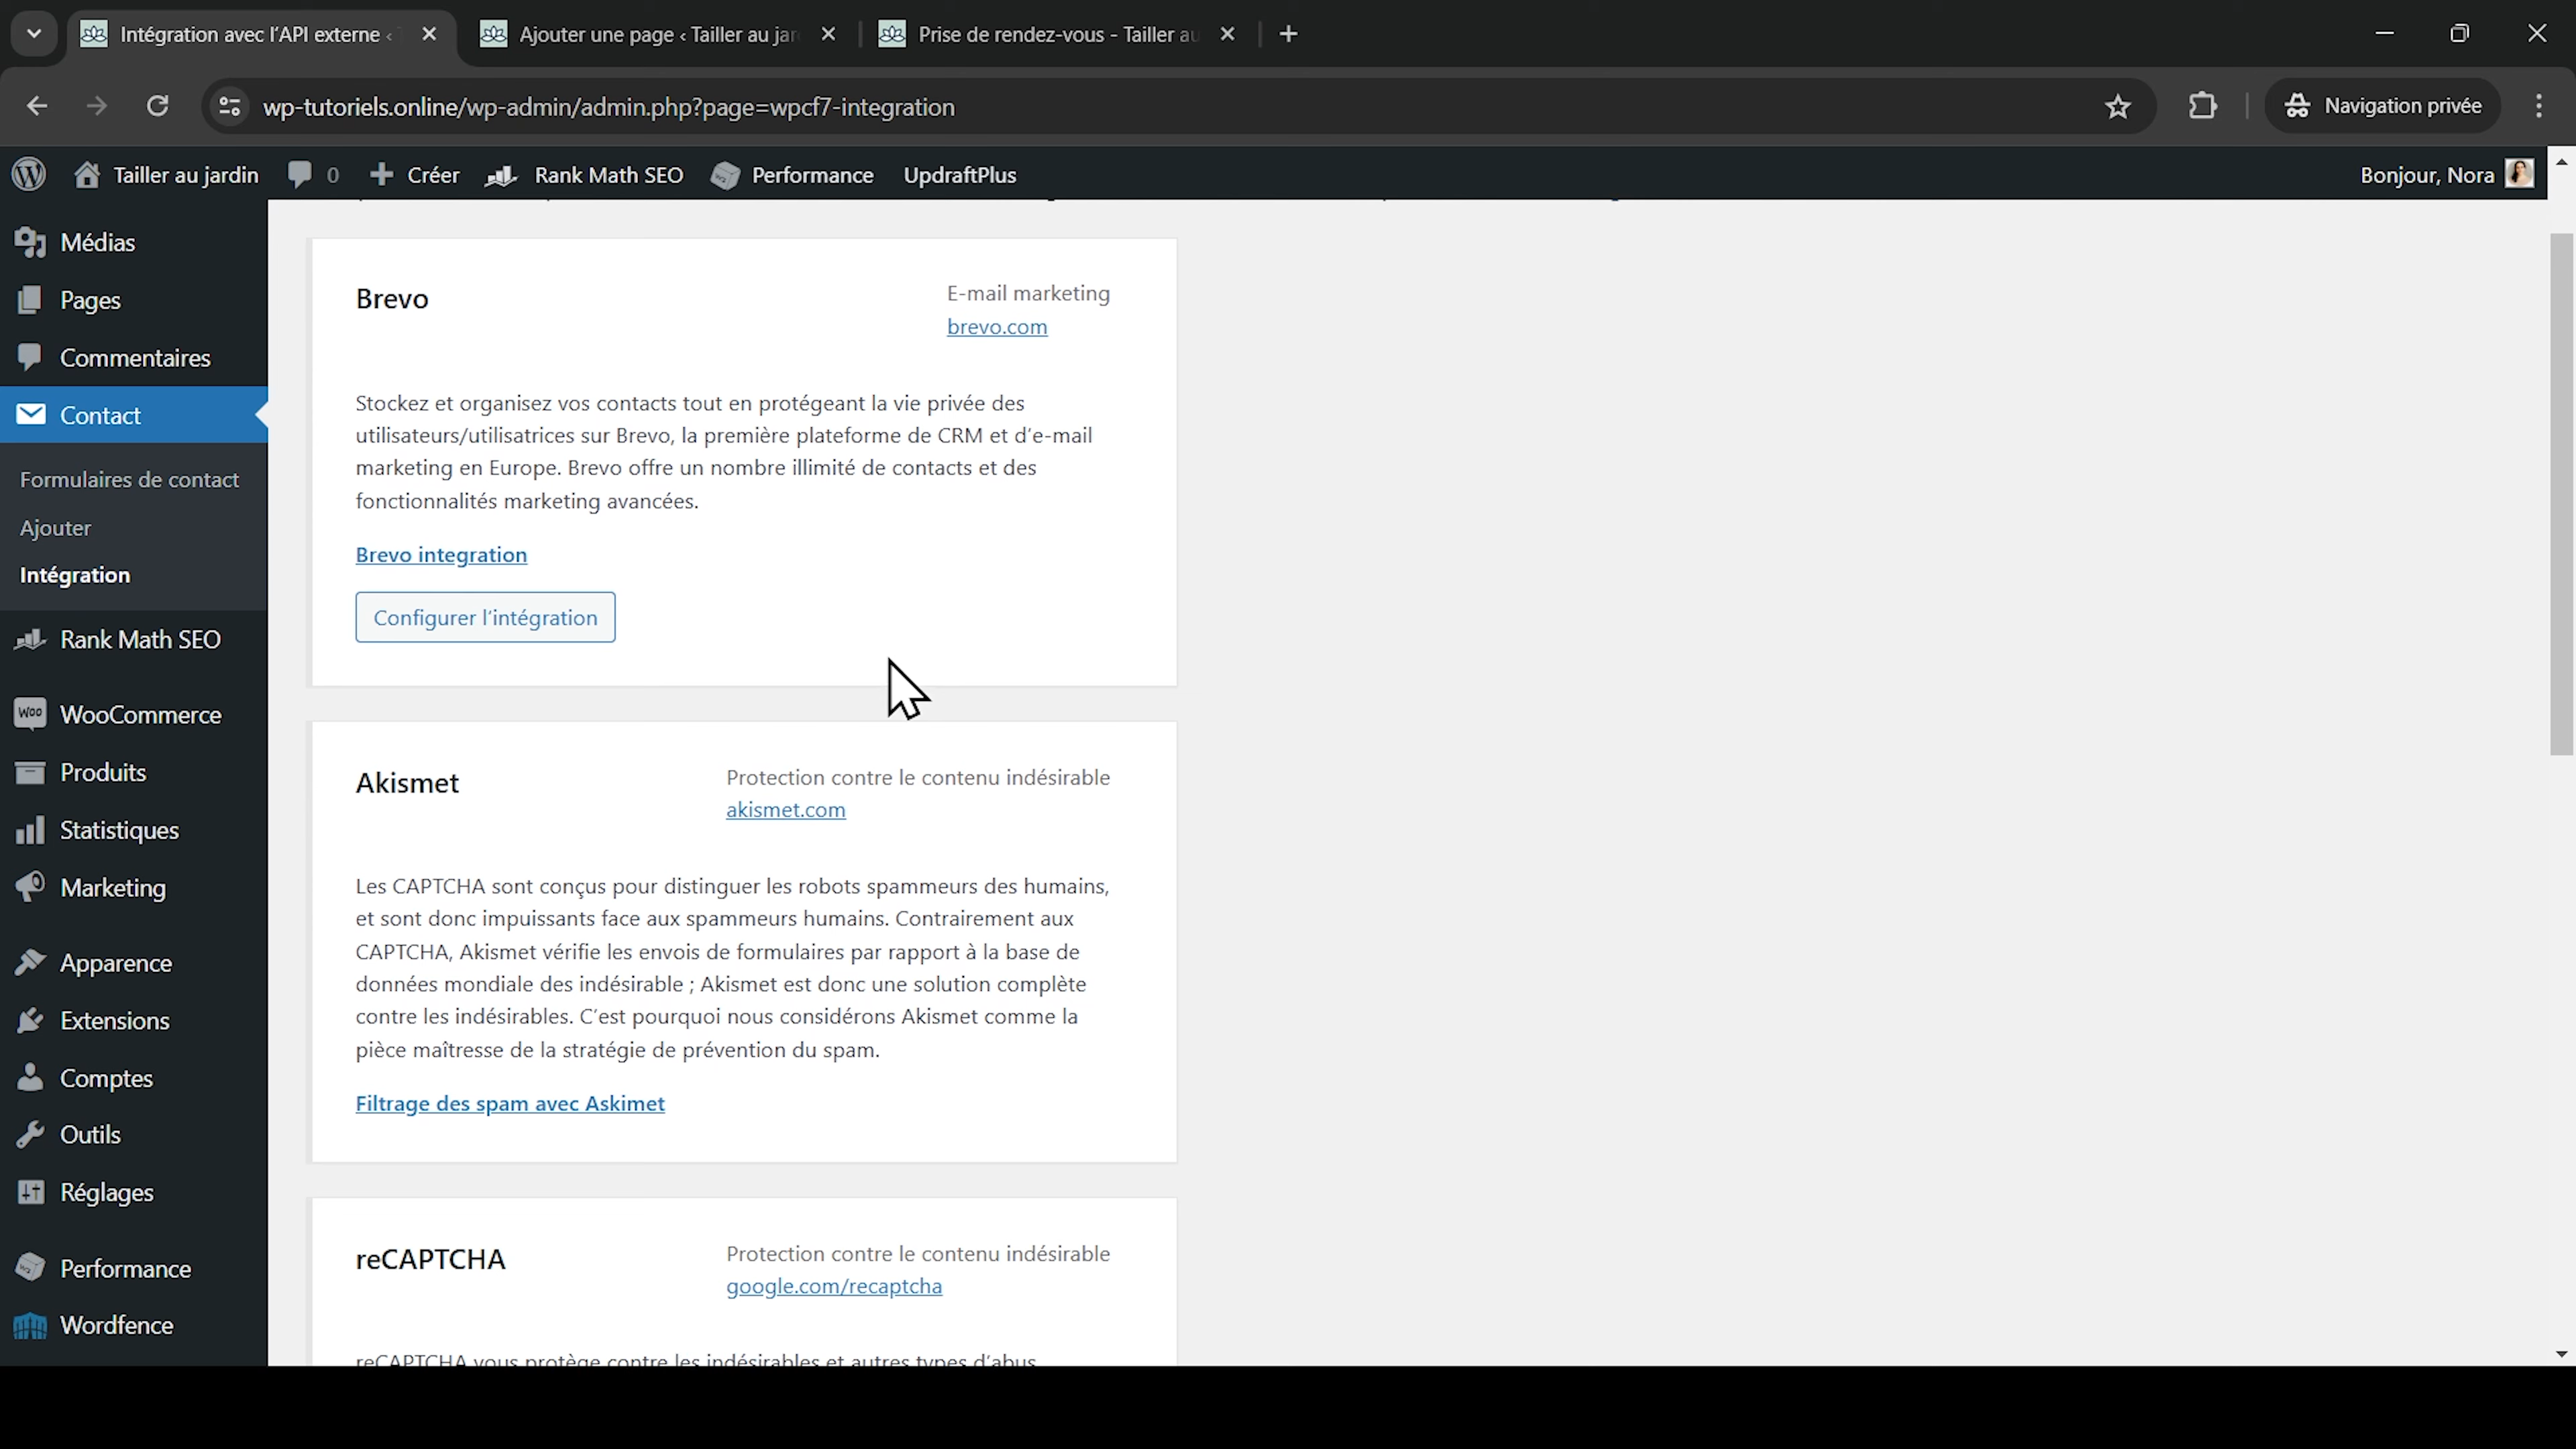 Intégration avec l'API externe ‹
Ajouter une page ‹ Tailler au jar
Prise de rendez-vous - Tailler au
wp-tutoriels.online/wp-admin/admin.php?page=wpcf7-integration
Navigation privée
Tailler au jardin
0
Créer
Rank Math SEO
Performance
UpdraftPlus
Bonjour, Nora
Médias
Pages
Commentaires
Contact
Formulaires de contact
Ajouter
Intégration
Rank Math SEO
WooCommerce
Produits
Statistiques
Marketing
Apparence
Extensions
Comptes
Outils
Réglages
Performance
Wordfence
Brevo
E-mail marketing
brevo.com
Stockez et organisez vos contacts tout en protégeant la vie privée des
utilisateurs/utilisatrices sur Brevo, la première plateforme de CRM et d'e-mail
marketing en Europe. Brevo offre un nombre illimité de contacts et des
fonctionnalités marketing avancées.
Brevo integration
Configurer l'intégration
Akismet
Protection contre le contenu indésirable
akismet.com
Les CAPTCHA sont conçus pour distinguer les robots spammeurs des humains,
et sont donc impuissants face aux spammeurs humains. Contrairement aux
CAPTCHA, Akismet vérifie les envois de formulaires par rapport à la base de
données mondiale des indésirable ; Akismet est donc une solution complète
contre les indésirables. C'est pourquoi nous considérons Akismet comme la
pièce maîtresse de la stratégie de prévention du spam.
Filtrage des spam avec Askimet
reCAPTCHA
Protection contre le contenu indésirable
google.com/recaptcha
reCAPTCHA vous protège contre les indésirables et autres types d'abus